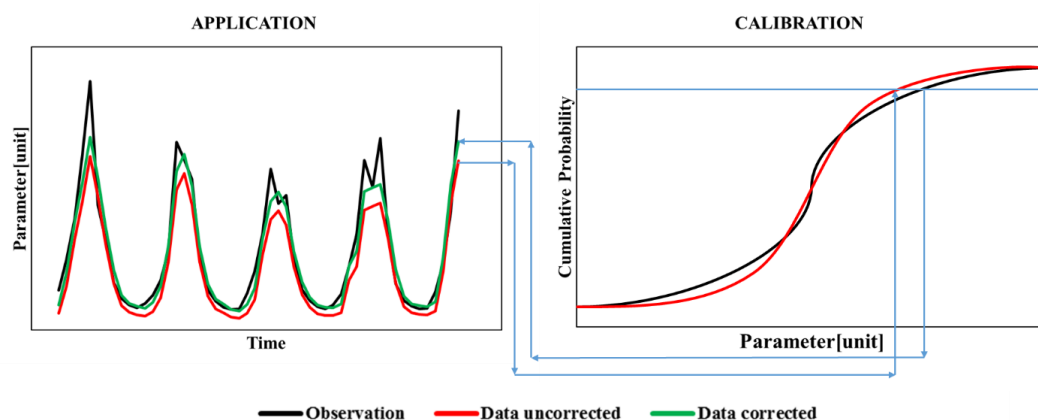 APPLICATION
CALIBRATION
Parameter[unit]
Time
Cumulative Probability
Parameter[unit]
Observation Data uncorrected Data corrected